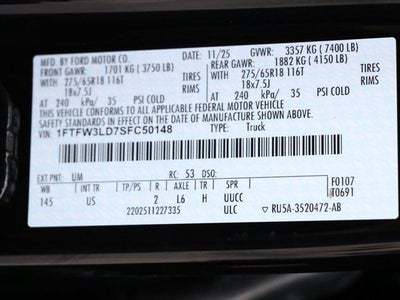 MFD. BY FORD MOTOR CO. 11/25 GVWR: 3357 KG (7400 LB)
FRONT GAWR: 1701 KG (3750 LB) REAR GAWR: 1882 KG (4150 LB)
WITH 275/65R18 116T TIRES WITH 275/65R18 116T TIRES
18x7.5J RIMS 18x7.5J RIMS
AT 240 kPa/ 35 PSI COLD AT 240 kPa/ 35 PSI COLD
THIS VEHICLE CONFORMS TO ALL APPLICABLE FEDERAL MOTOR VEHICLE
SAFETY STANDARDS IN EFFECT ON THE DATE OF MANUFACTURE SHOWN ABOVE.
VIN: 1FTFW3LD7SFC50148 TYPE: Truck
EXT PNT: UM RC: 53 DSO: F0107
WB INT TR TP/PS R AXLE TR SPR T0691
145 US 2 L6 H UUCC
2202511227335 ULC ▽ RU5A-3520472-AB